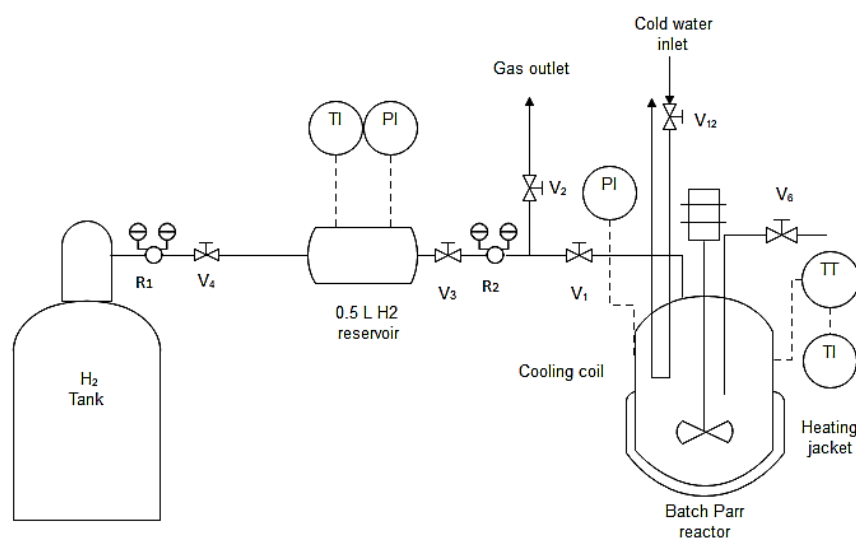 Cold water
inlet
Gas outlet
TI
PI
V12
V2
PI
V6
R1
V4
V3
R2
V1
TT
0.5 L H2
reservoir
Cooling coil
TI
H2
Tank
Heating
jacket
Batch Parr
reactor